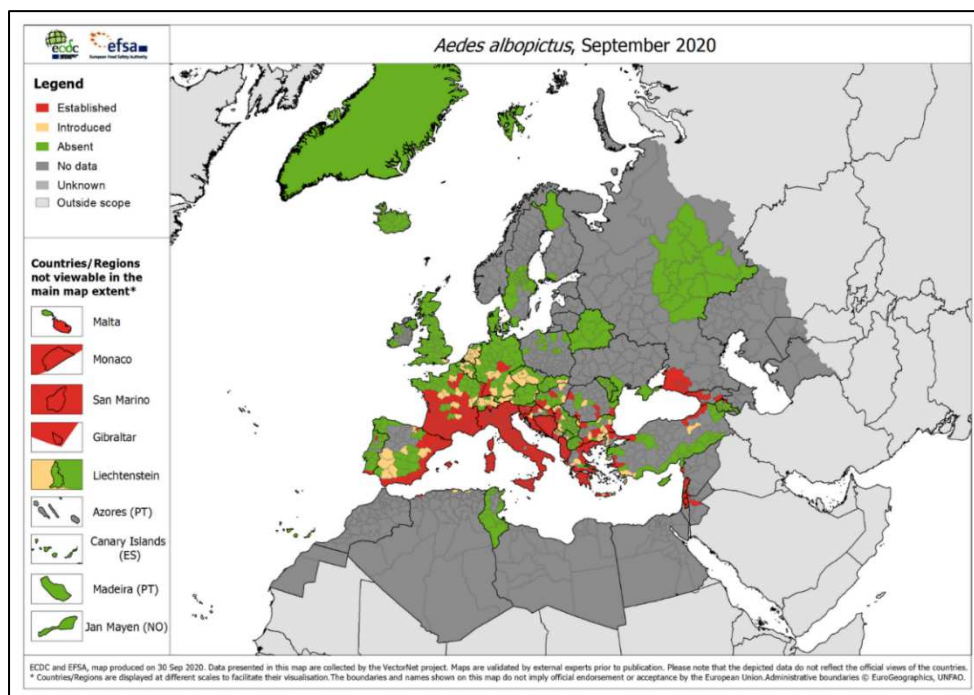 ecdc
efsa
European Food Safety Authority
Aedes albopictus, September 2020
Legend
Established
Introduced
Absent
No data
Unknown
Outside scope
Countries/Regions
not viewable in the
main map extent*
Malta
Monaco
San Marino
Gibraltar
Liechtenstein
Azores (PT)
Canary Islands
(ES)
Madeira (PT)
Jan Mayen (NO)
ECDC and EFSA, map produced on 30 Sep 2020. Data presented in this map are collected by the VectorNet project. Maps are validated by external experts prior to publication. Please note that the depicted data do not reflect the official views of the countries.
* Countries/Regions are displayed at different scales to facilitate their visualisation.The boundaries and names shown on this map do not imply official endorsement or acceptance by the European Union.Administrative boundaries © EuroGeographics, UNFAO.